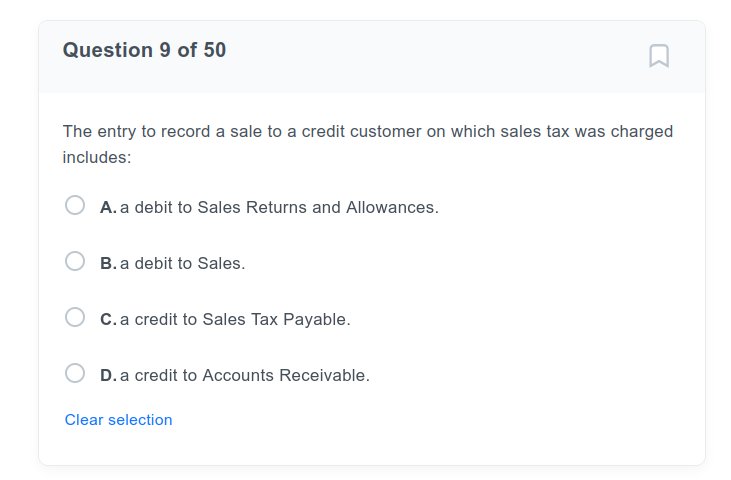 Question 9 of 50
The entry to record a sale to a credit customer on which sales tax was charged
includes:
A. a debit to Sales Returns and Allowances.
B. a debit to Sales.
C. a credit to Sales Tax Payable.
D. a credit to Accounts Receivable.
Clear selection